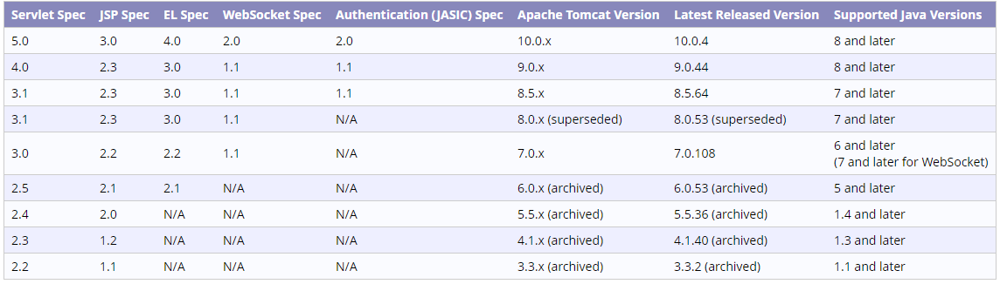 Servlet Spec JSP Spec EL Spec WebSocket Spec Authentication (JASIC) Spec Apache Tomcat Version Latest Released Version Supported Java Versions
5.0 3.0 4.0 2.0 2.0 10.0.x 10.0.4 8 and later
4.0 2.3 3.0 1.1 1.1 9.0.x 9.0.44 8 and later
3.1 2.3 3.0 1.1 1.1 8.5.x 8.5.64 7 and later
3.1 2.3 3.0 1.1 N/A 8.0.x (superseded) 8.0.53 (superseded) 7 and later
3.0 2.2 2.2 1.1 N/A 7.0.x 7.0.108 6 and later
(7 and later for WebSocket)
2.5 2.1 2.1 N/A N/A 6.0.x (archived) 6.0.53 (archived) 5 and later
2.4 2.0 N/A N/A N/A 5.5.x (archived) 5.5.36 (archived) 1.4 and later
2.3 1.2 N/A N/A N/A 4.1.x (archived) 4.1.40 (archived) 1.3 and later
2.2 1.1 N/A N/A N/A 3.3.x (archived) 3.3.2 (archived) 1.1 and later